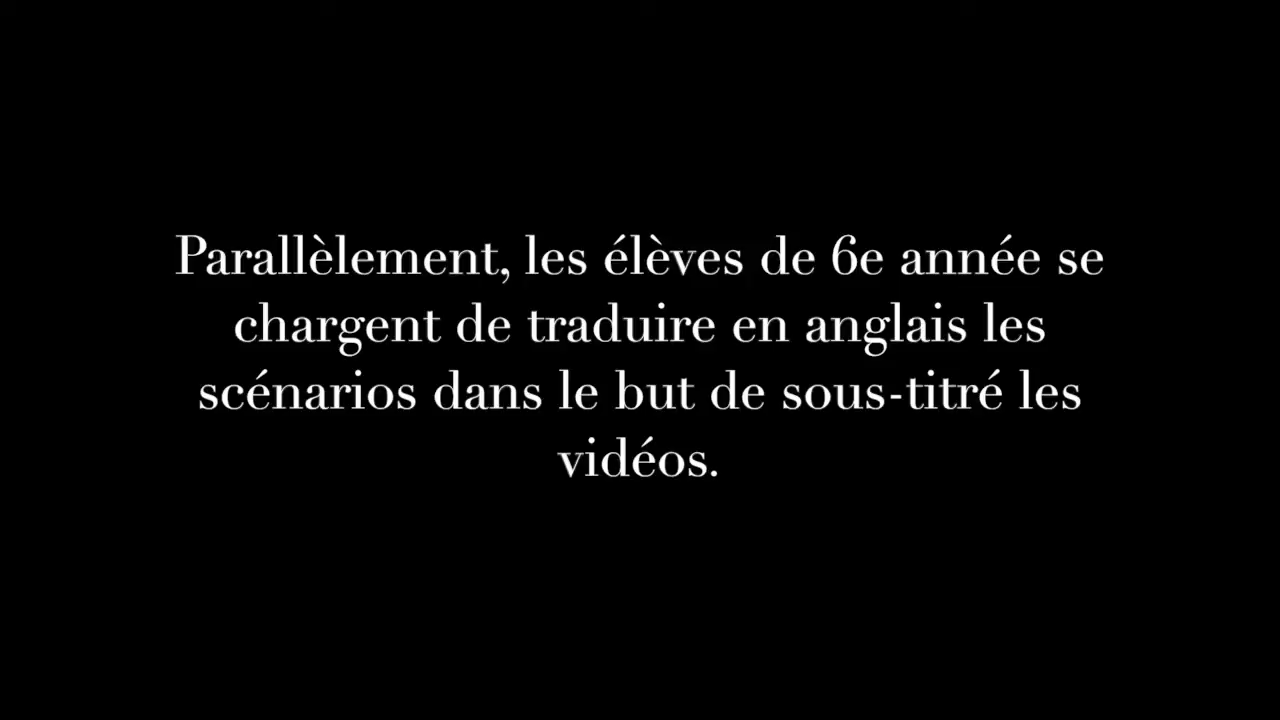 Parallèlement, les élèves de 6e année se
chargent de traduire en anglais les
scénarios dans le but de sous-titré les
vidéos.